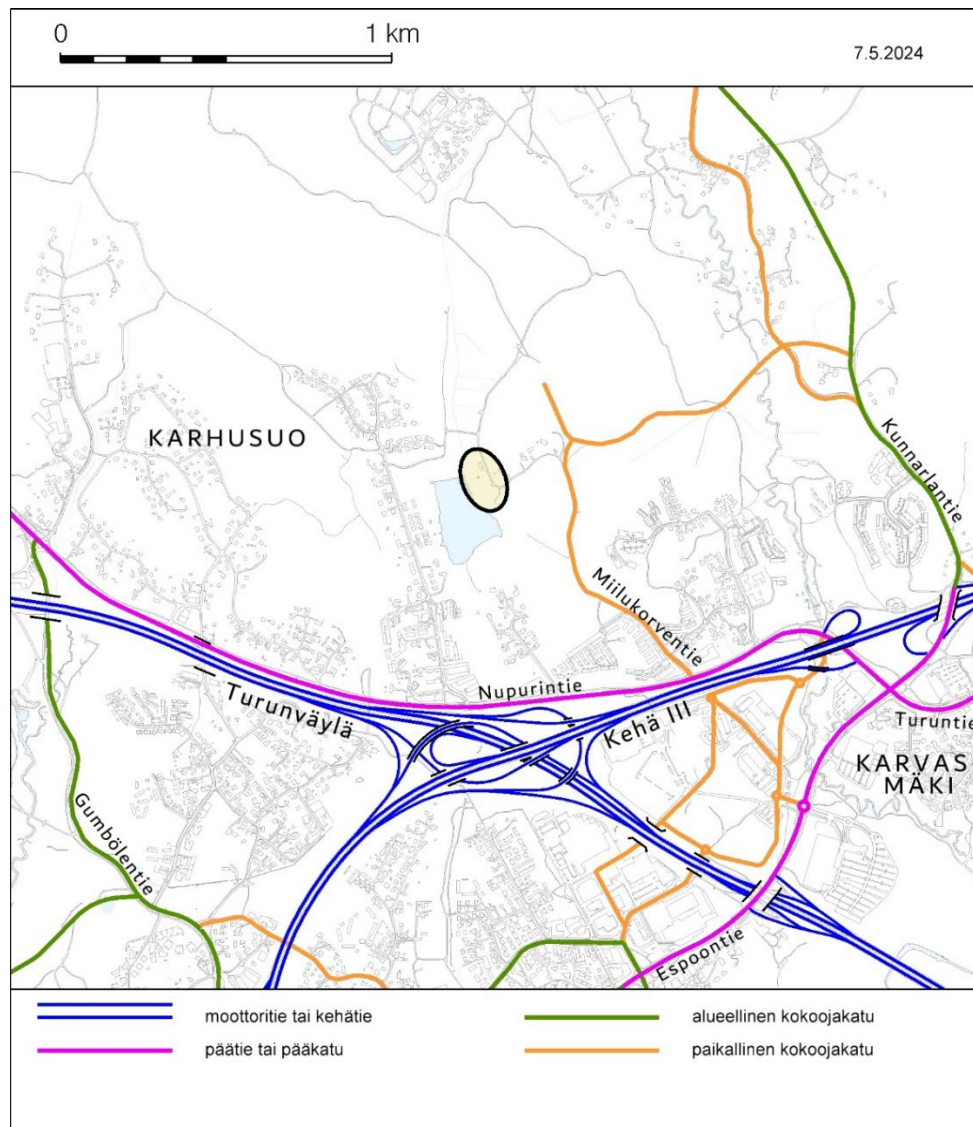 0
1 km
7.5.2024
KARHUSUO
Kunnarlantie
Miilukorventie
Nupurintie
Turunväylä
Kehä III
Turuntie
KARVAS
MÄKI
Gumbölentie
Espoontie
moottoritie tai kehätie
alueellinen kokoojakatu
päätie tai pääkatu
paikallinen kokoojakatu